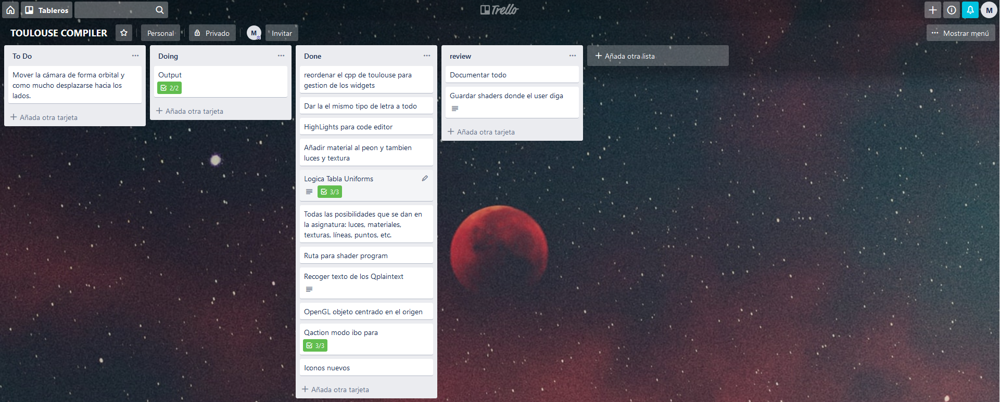 Tableros
Trello
M
TOULOUSE COMPILER
Personal
Privado
M
Invitar
Mostrar menú
To Do
Mover la cámara de forma orbital y
como mucho desplazarse hacia los
lados.
Añada otra tarjeta
Doing
Output
2/2
Añada otra tarjeta
Done
reordenar el cpp de toulouse para
gestion de los widgets
Dar la el mismo tipo de letra a todo
HighLights para code editor
Añadir material al peon y tambien
luces y textura
Logica Tabla Uniforms
3/3
Todas las posibilidades que se dan en
la asignatura: luces, materiales,
texturas, líneas, puntos, etc.
Ruta para shader program
Recoger texto de los Qplaintext
OpenGL objeto centrado en el origen
Qaction modo ibo para
3/3
Iconos nuevos
Añada otra tarjeta
review
Documentar todo
Guardar shaders donde el user diga
Añada otra tarjeta
Añada otra lista